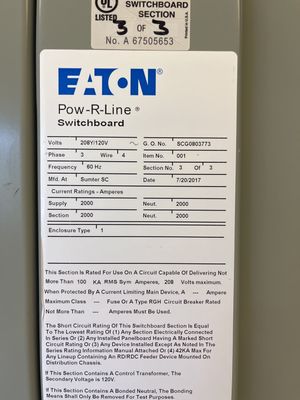 UL
LISTED
SWITCHBOARD
SECTION
3 OF 3
No. A 67505653
EATON
Pow-R-Line ®
Switchboard
Volts 208Y/120V G. O. No. SCG0803773
Phase 3 Wire 4 Item No. 001
Frequency 60 Hz Section No. 3 Of 3
Mfd. At Sumter SC Date 7/20/2017
Current Ratings - Amperes
Supply 2000 Neut. 2000
Section 2000 Neut. 2000
Enclosure Type 1
This Section Is Rated For Use On A Circuit Capable Of Delivering Not
More Than 100 KA RMS Sym Amperes, 208 Volts maximum.
When Protected By A Current Limiting Main Device, A --- Ampere
Maximum Class --- Fuse Or A Type RGH Circuit Breaker Rated
Not More Than --- Amperes Must Be Used.
The Short Circuit Rating Of This Switchboard Section Is Equal
To The Lowest Rating Of (1) Any Section Electrically Connected
In Series Or (2) Any Installed Panelboard Having A Marked Short
Circuit Rating Or (3) Any Device Installed Except As Noted In The
Series Rating Information Manual Attached Or (4) 42KA Max For
Any Lineup Containing An RD/RDC Feeder Device Mounted On
Distribution Chassis.
If This Section Contains A Control Transformer, The
Secondary Voltage is 120V.
If This Section Contains A Bonded Neutral, The Bonding
Means Shall Only Be Removed For Test Purposes.